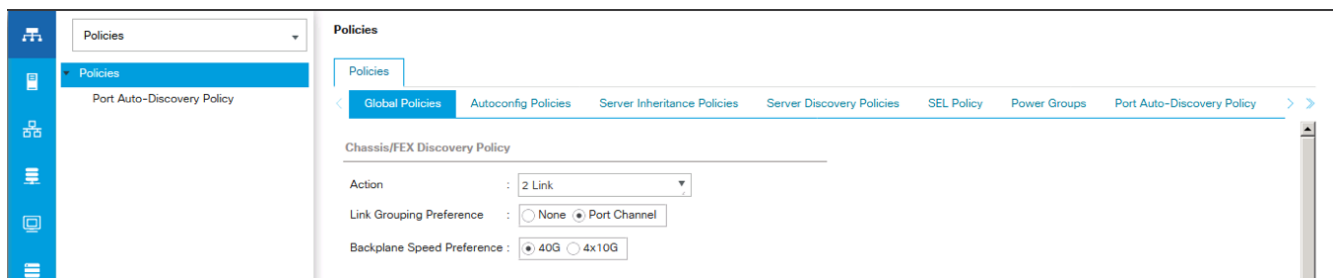 Policies
Policies
Policies
Port Auto-Discovery Policy
Policies
Global Policies Autoconfig Policies Server Inheritance Policies Server Discovery Policies SEL Policy Power Groups Port Auto-Discovery Policy
Chassis/FEX Discovery Policy
Action : 2 Link
Link Grouping Preference : None Port Channel
Backplane Speed Preference : 40G 4x10G